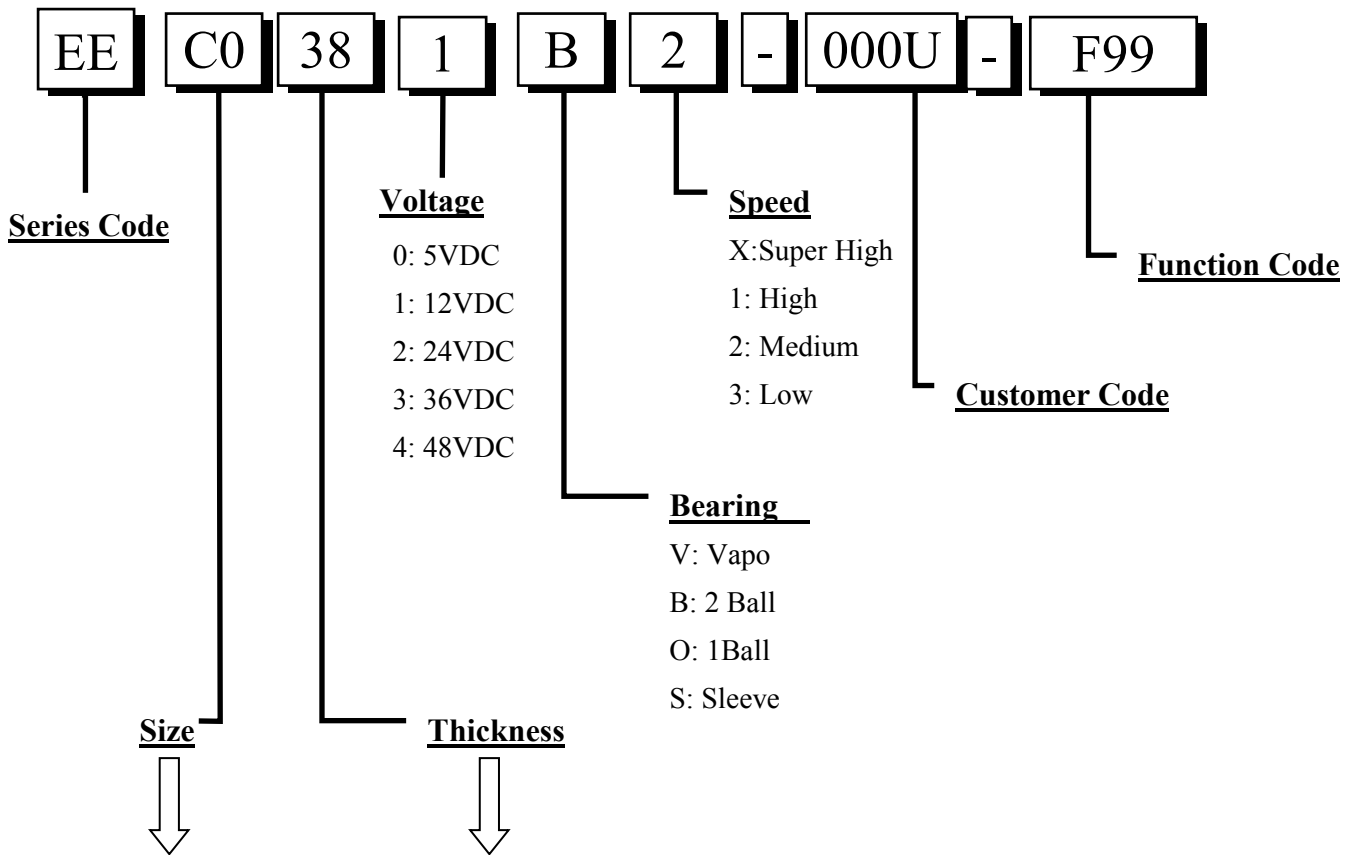 EE C0 38 1 B 2 - 000U - F99
Series Code
Voltage
0: 5VDC
1: 12VDC
2: 24VDC
3: 36VDC
4: 48VDC
Speed
X:Super High
1: High
2: Medium
3: Low
Function Code
Customer Code
Bearing
V: Vapo
B: 2 Ball
O: 1Ball
S: Sleeve
Size
Thickness